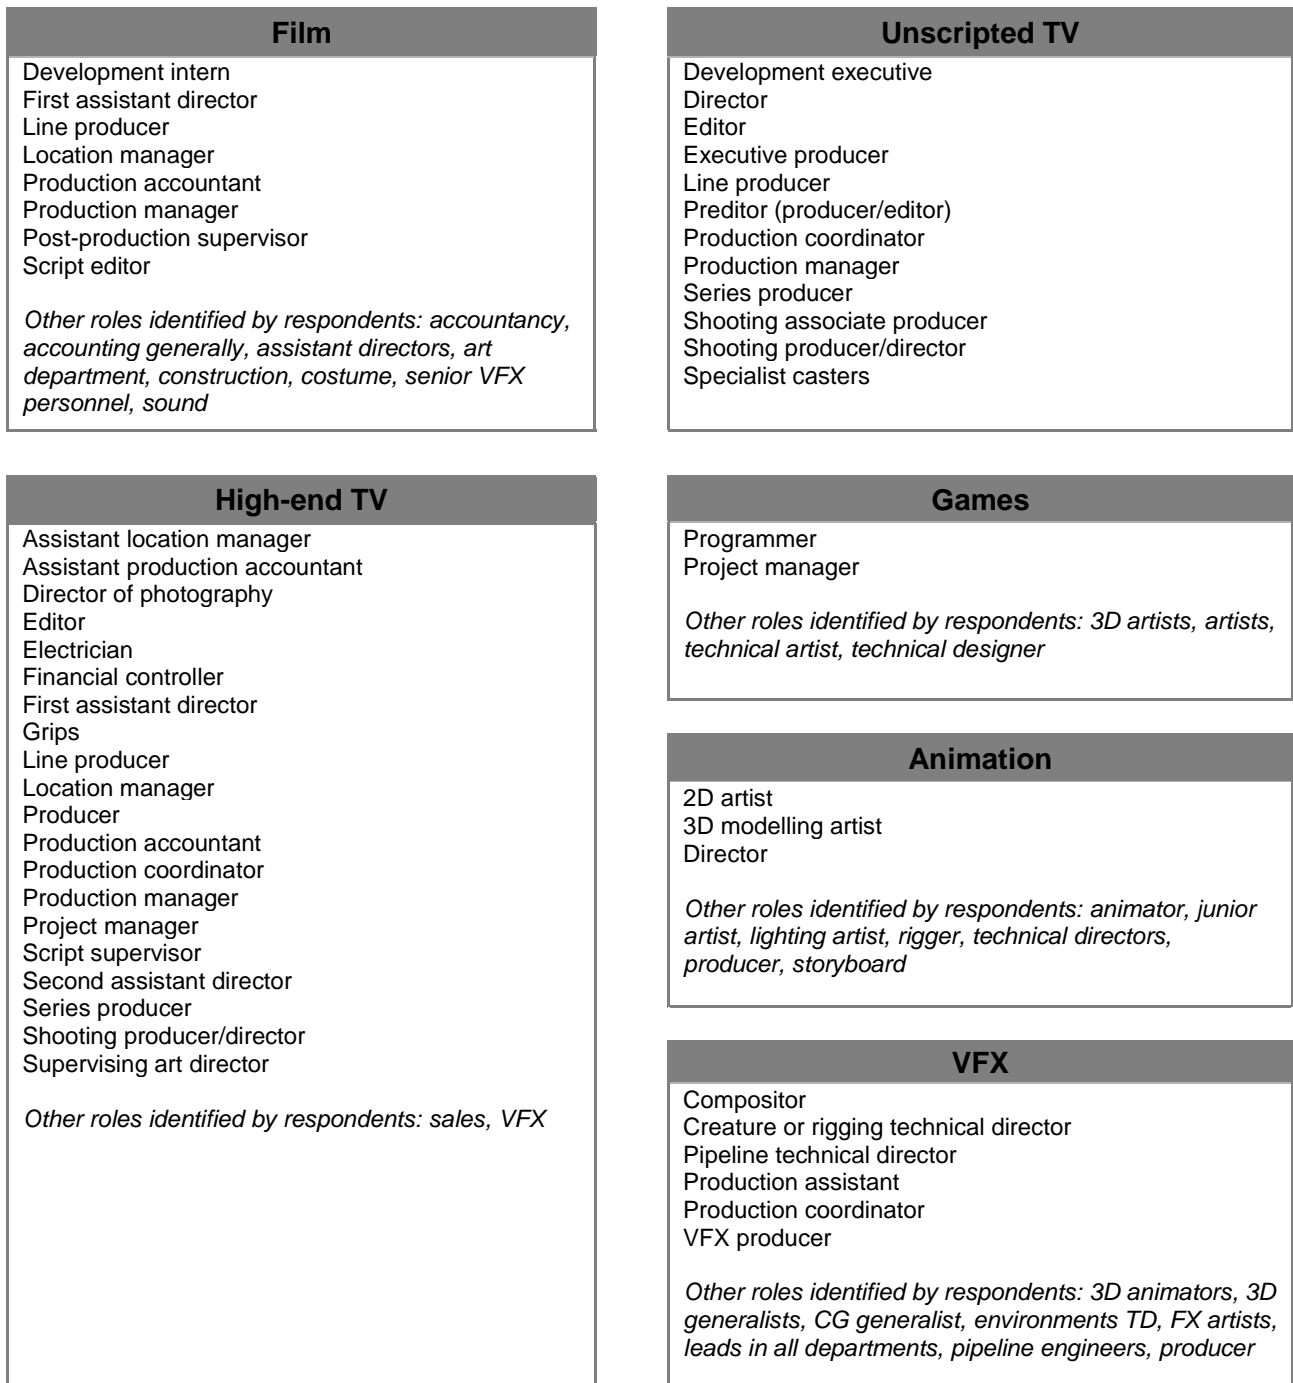 Film
Development intern
First assistant director
Line producer
Location manager
Production accountant
Production manager
Post-production supervisor
Script editor
Other roles identified by respondents: accountancy,
accounting generally, assistant directors, art
department, construction, costume, senior VFX
personnel, sound
Unscripted TV
Development executive
Director
Editor
Executive producer
Line producer
Preditor (producer/editor)
Production coordinator
Production manager
Series producer
Shooting associate producer
Shooting producer/director
Specialist casters
High-end TV
Assistant location manager
Assistant production accountant
Director of photography
Editor
Electrician
Financial controller
First assistant director
Grips
Line producer
Location manager
Producer
Production accountant
Production coordinator
Production manager
Project manager
Script supervisor
Second assistant director
Series producer
Shooting producer/director
Supervising art director
Other roles identified by respondents: sales, VFX
Games
Programmer
Project manager
Other roles identified by respondents: 3D artists, artists,
technical artist, technical designer
Animation
2D artist
3D modelling artist
Director
Other roles identified by respondents: animator, junior
artist, lighting artist, rigger, technical directors,
producer, storyboard
VFX
Compositor
Creature or rigging technical director
Pipeline technical director
Production assistant
Production coordinator
VFX producer
Other roles identified by respondents: 3D animators, 3D
generalists, CG generalist, environments TD, FX artists,
leads in all departments, pipeline engineers, producer